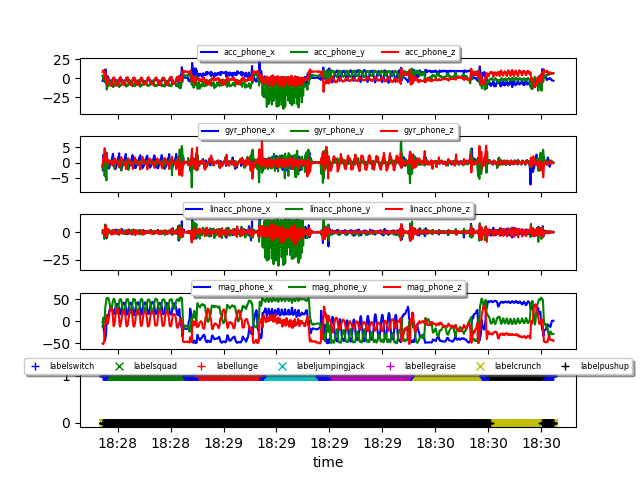 acc_phone_x acc_phone_y acc_phone_z
25
0
−25
gyr_phone_x gyr_phone_y gyr_phone_z
5
0
−5
linacc_phone_x linacc_phone_y linacc_phone_z
0
−25
mag_phone_x mag_phone_y mag_phone_z
50
0
−50
labelswitch labelsquad labellunge labeljumpingjack labellegraise labelcrunch labelpushup
1
0
18:28 18:28 18:29 18:29 18:29 18:29 18:30 18:30 18:30
time